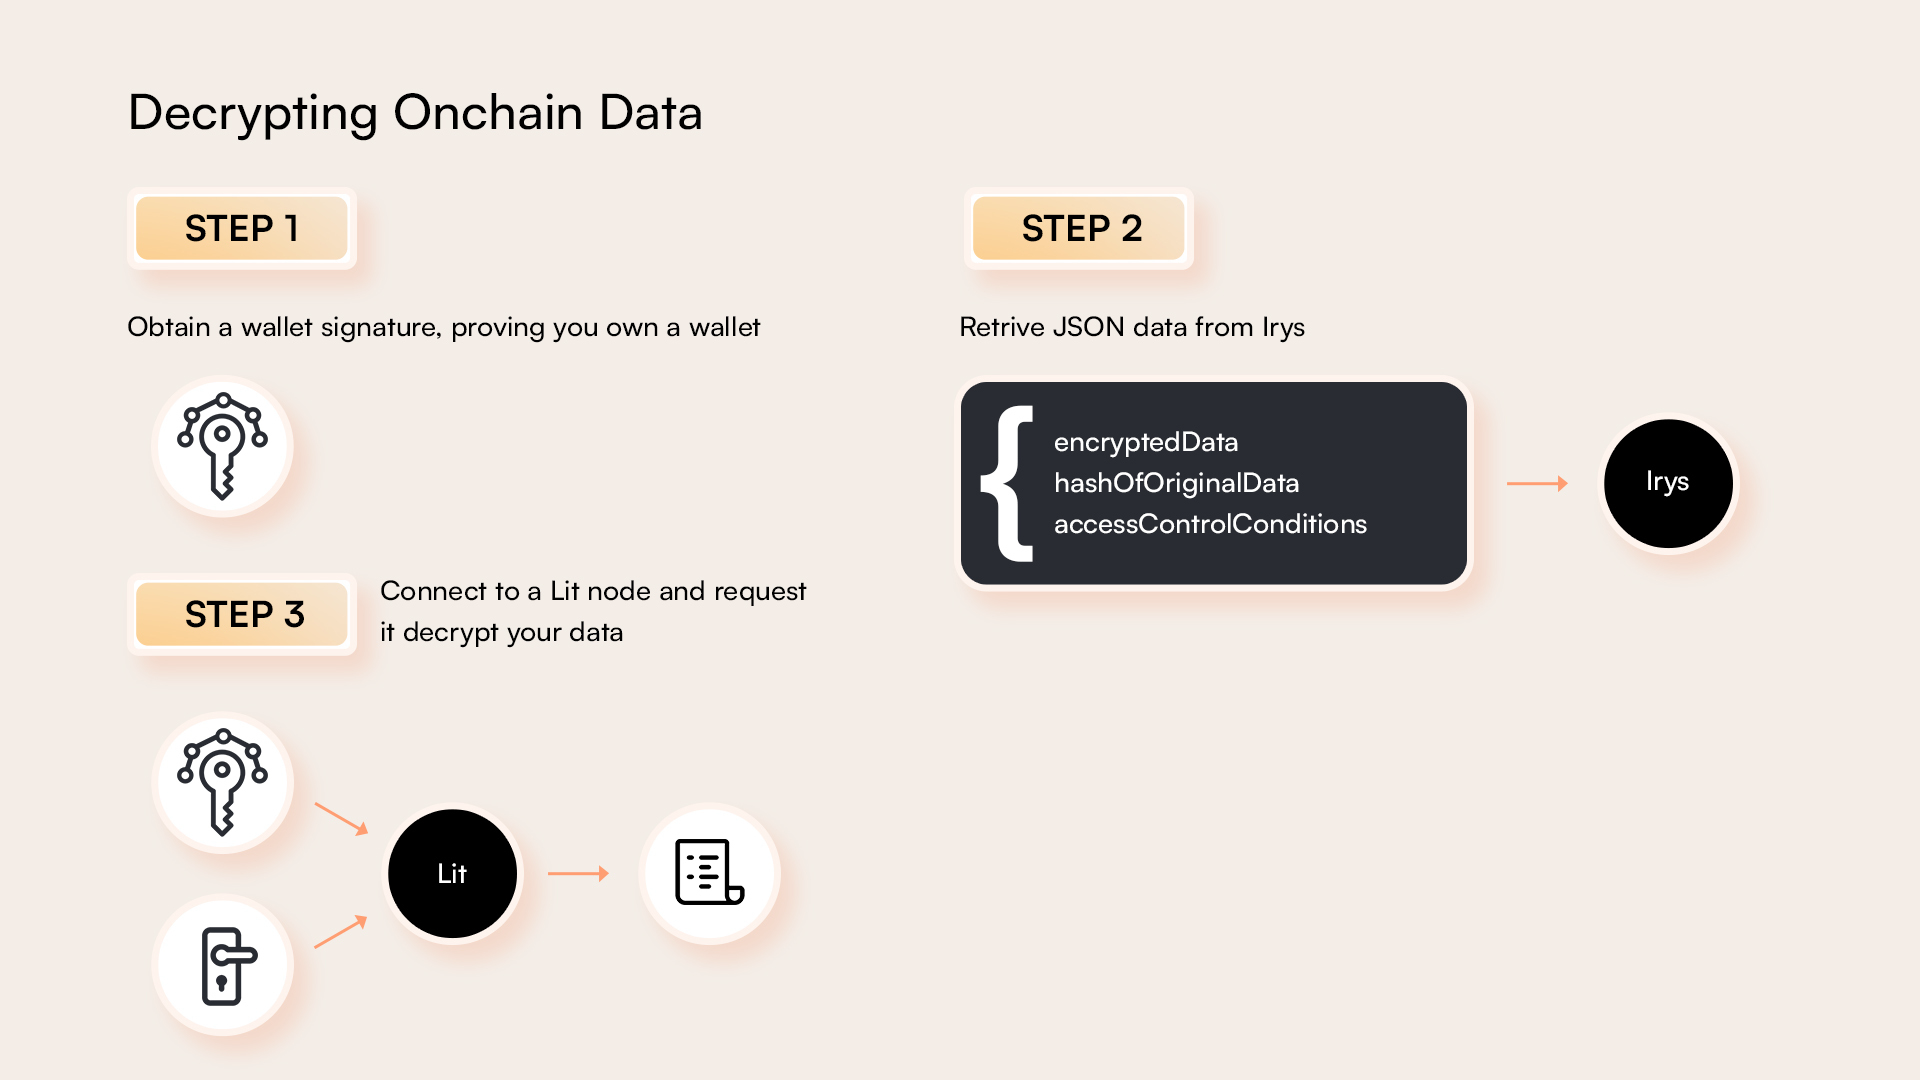 Decrypting Onchain Data
STEP 1
Obtain a wallet signature, proving you own a wallet
STEP 2
Retrive JSON data from Irys
{
encryptedData
hashOfOriginalData
accessControlConditions
Irys
STEP 3
Connect to a Lit node and request
it decrypt your data
Lit